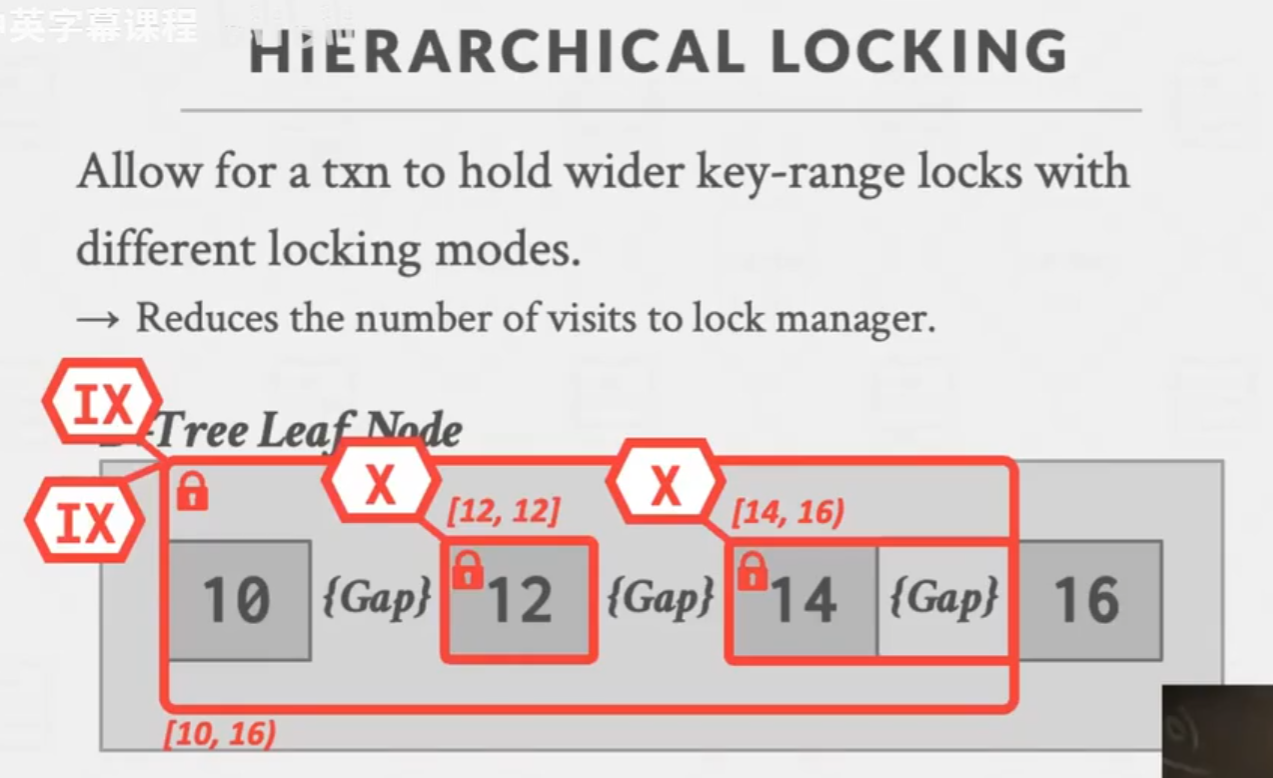 英字幕课程
HIERARCHICAL LOCKING
Allow for a txn to hold wider key-range locks with
different locking modes.
→ Reduces the number of visits to lock manager.
IX
Tree Leaf Node
IX
X
[12, 12]
X
[14, 16)
10 {Gap} 12 {Gap} 14 {Gap} 16
[10, 16)